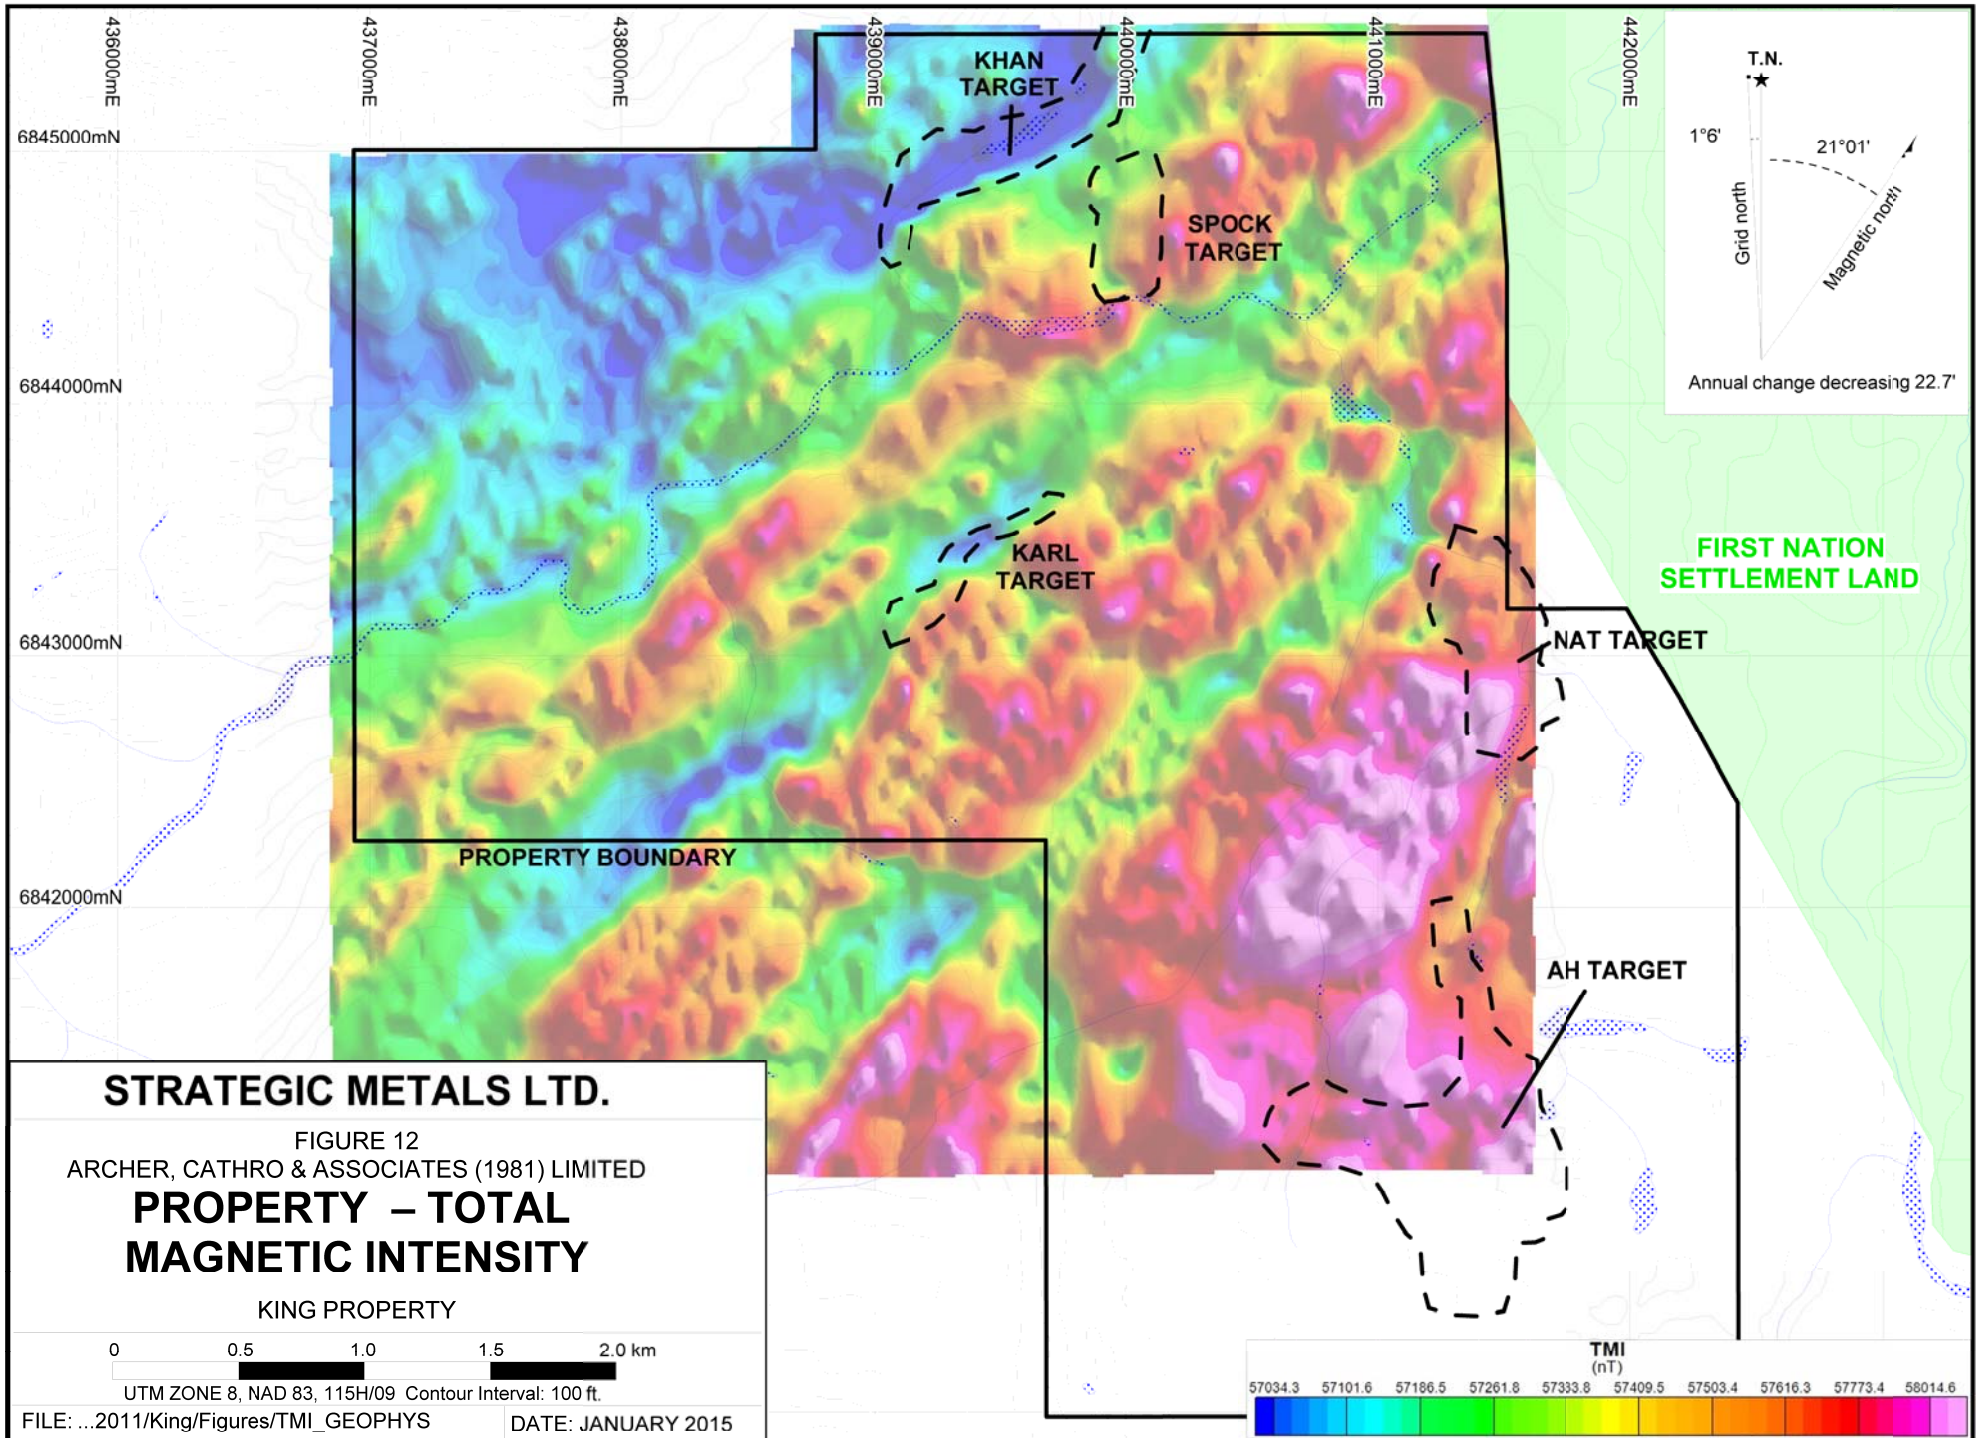 436000mE
437000mE
438000mE
439000mE
440000mE
441000mE
442000mE
6845000mN
6844000mN
6843000mN
6842000mN
KHAN
TARGET
SPOCK
TARGET
KARL
TARGET
NAT TARGET
AH TARGET
PROPERTY BOUNDARY
FIRST NATION
SETTLEMENT LAND
T.N.
1°6'
21°01'
Grid north
Magnetic north
Annual change decreasing 22.7'
STRATEGIC METALS LTD.
FIGURE 12
ARCHER, CATHRO & ASSOCIATES (1981) LIMITED
PROPERTY – TOTAL
MAGNETIC INTENSITY
KING PROPERTY
0 0.5 1.0 1.5 2.0 km
UTM ZONE 8, NAD 83, 115H/09 Contour Interval: 100 ft.
FILE: ...2011/King/Figures/TMI_GEOPHYS
DATE: JANUARY 2015
TMI
(nT)
57034.3 57101.6 57186.5 57261.8 57333.8 57409.5 57503.4 57616.3 57773.4 58014.6